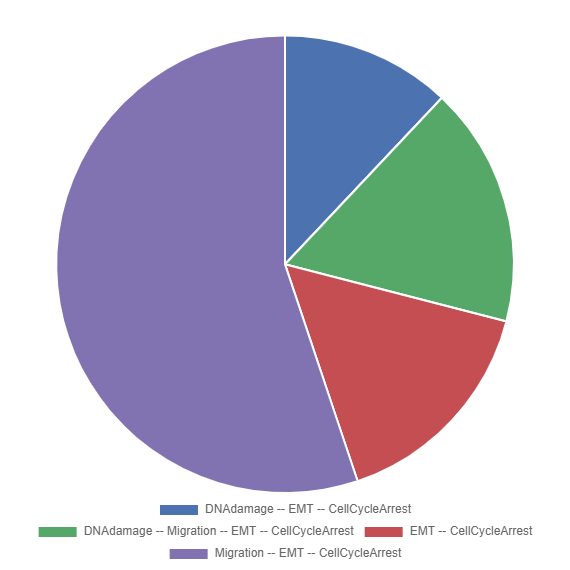 DNAdamage -- EMT -- CellCycleArrest
DNAdamage -- Migration -- EMT -- CellCycleArrest EMT -- CellCycleArrest
Migration -- EMT -- CellCycleArrest